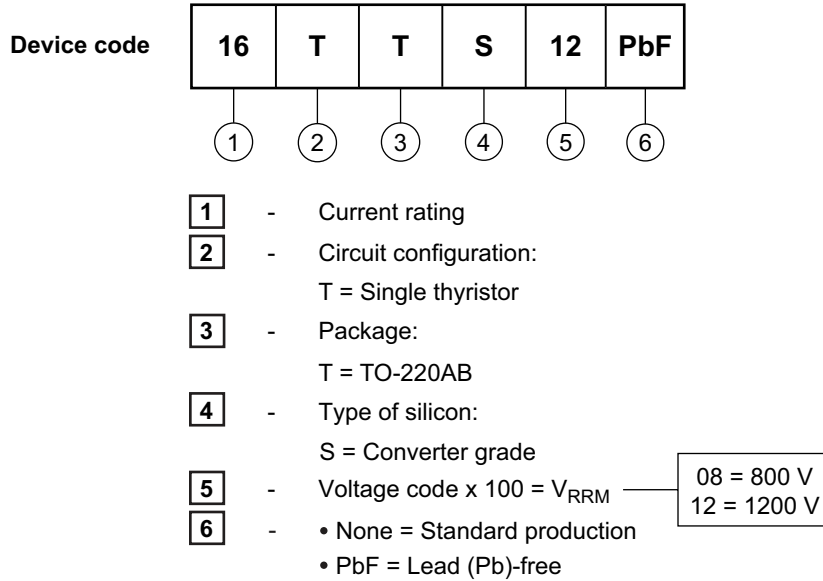 Device code 16 T T S 12 PbF
1 2 3 4 5 6
1 - Current rating
2 - Circuit configuration:
T = Single thyristor
3 - Package:
T = TO-220AB
4 - Type of silicon:
S = Converter grade
5 - Voltage code x 100 = VRRM
08 = 800 V
12 = 1200 V
6 - • None = Standard production
• PbF = Lead (Pb)-free